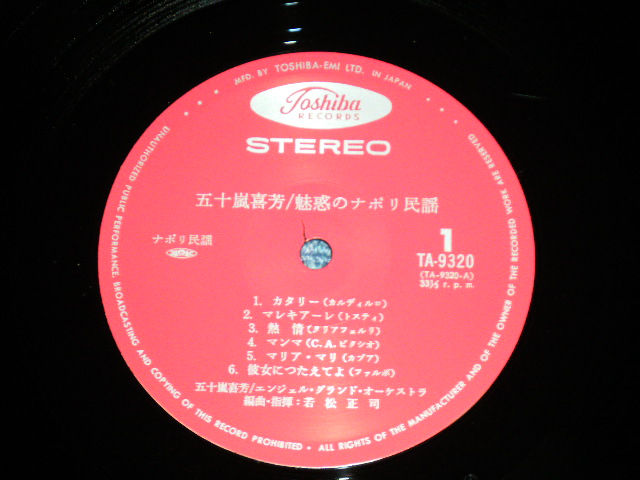 MFD. BY TOSHIBA-EMI LTD. IN JAPAN
Toshiba
RECORDS
STEREO
五十嵐喜芳/魅惑のナポリ民謡
ナポリ民謡
1
TA-9320
(TA-9320-A)
33⅓ r. p. m.
1. カタリー(カルディルロ)
2. マレキアーレ(トスティ)
3. 熱 情(タリアフェルリ)
4. マンマ(C.A. ビクシオ)
5. マリア・マリ(カプア)
6. 彼女につたえてよ(ファルボ)
五十嵐喜芳/エンジェル・グランド・オーケストラ
編曲・指揮:若 松 正 司
UNAUTHORIZED PUBLIC PERFORMANCE, BROADCASTING AND COPYING OF THIS RECORD PROHIBITED • ALL RIGHTS OF THE MANUFACTURER AND OF THE OWNER OF THE RECORDED WORK ARE RESERVED